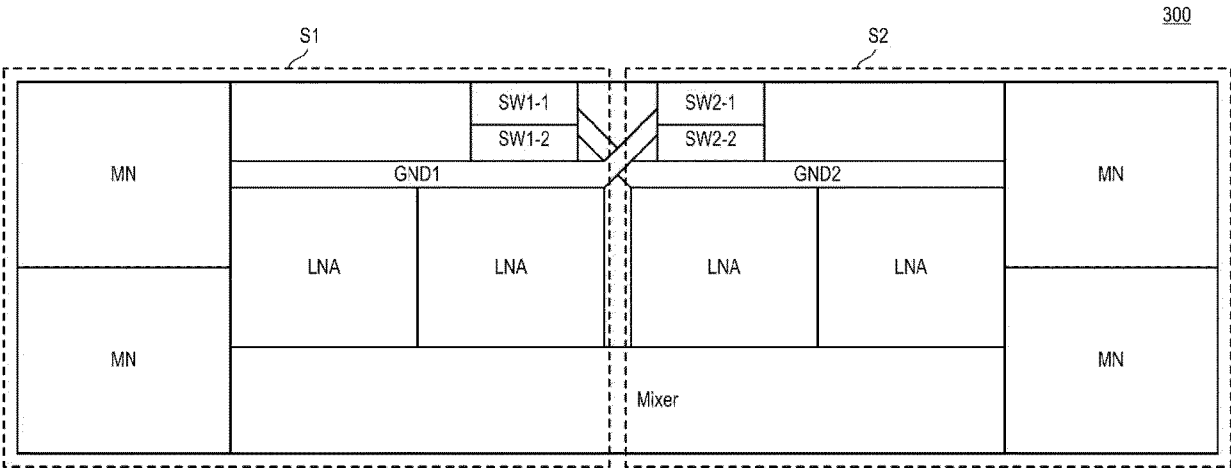 300
S1
S2
SW1-1
SW2-1
SW1-2
SW2-2
MN
GND1
GND2
MN
LNA
LNA
LNA
LNA
MN
MN
Mixer